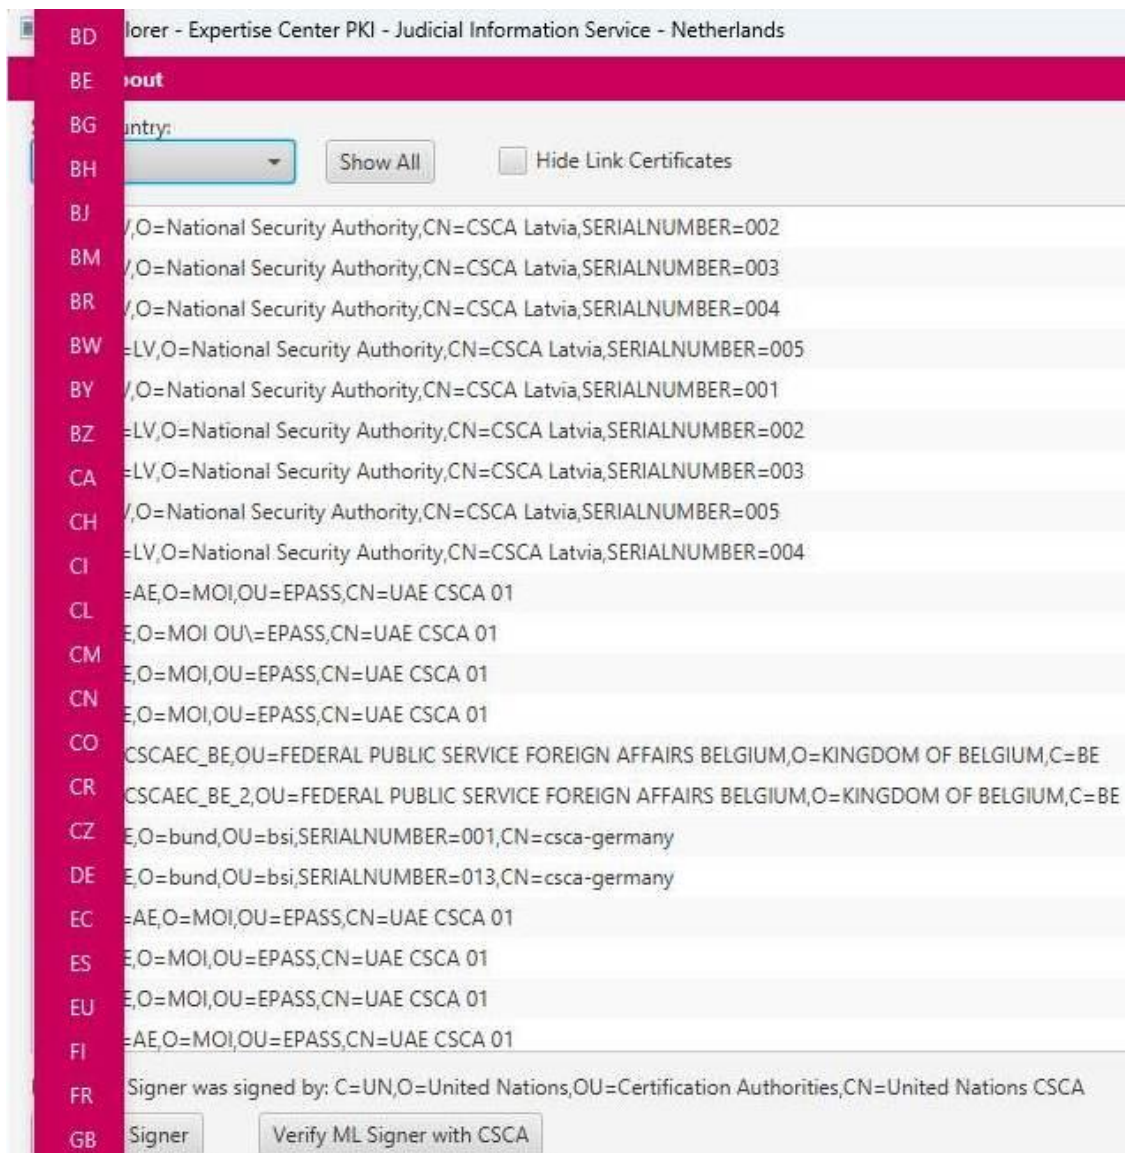 lorer - Expertise Center PKI - Judicial Information Service - Netherlands
out
untry:
Show All
Hide Link Certificates
BD
BE
BG
BH
BJ
BM
BR
BW
BY
BZ
CA
CH
CI
CL
CM
CN
CO
CR
CZ
DE
EC
ES
EU
FI
FR
GB
/,O=National Security Authority,CN=CSCA Latvia,SERIALNUMBER=002
/,O=National Security Authority,CN=CSCA Latvia,SERIALNUMBER=003
/,O=National Security Authority,CN=CSCA Latvia,SERIALNUMBER=004
=LV,O=National Security Authority,CN=CSCA Latvia,SERIALNUMBER=005
/,O=National Security Authority,CN=CSCA Latvia,SERIALNUMBER=001
=LV,O=National Security Authority,CN=CSCA Latvia,SERIALNUMBER=002
=LV,O=National Security Authority,CN=CSCA Latvia,SERIALNUMBER=003
/,O=National Security Authority,CN=CSCA Latvia,SERIALNUMBER=005
=LV,O=National Security Authority,CN=CSCA Latvia,SERIALNUMBER=004
=AE,O=MOI,OU=EPASS,CN=UAE CSCA 01
E,O=MOI OU\=EPASS,CN=UAE CSCA 01
E,O=MOI,OU=EPASS,CN=UAE CSCA 01
E,O=MOI,OU=EPASS,CN=UAE CSCA 01
CSCAEC_BE,OU=FEDERAL PUBLIC SERVICE FOREIGN AFFAIRS BELGIUM,O=KINGDOM OF BELGIUM,C=BE
CSCAEC_BE_2,OU=FEDERAL PUBLIC SERVICE FOREIGN AFFAIRS BELGIUM,O=KINGDOM OF BELGIUM,C=BE
E,O=bund,OU=bsi,SERIALNUMBER=001,CN=csca-germany
E,O=bund,OU=bsi,SERIALNUMBER=013,CN=csca-germany
=AE,O=MOI,OU=EPASS,CN=UAE CSCA 01
E,O=MOI,OU=EPASS,CN=UAE CSCA 01
E,O=MOI,OU=EPASS,CN=UAE CSCA 01
=AE,O=MOI,OU=EPASS,CN=UAE CSCA 01
Signer was signed by: C=UN,O=United Nations,OU=Certification Authorities,CN=United Nations CSCA
Signer
Verify ML Signer with CSCA